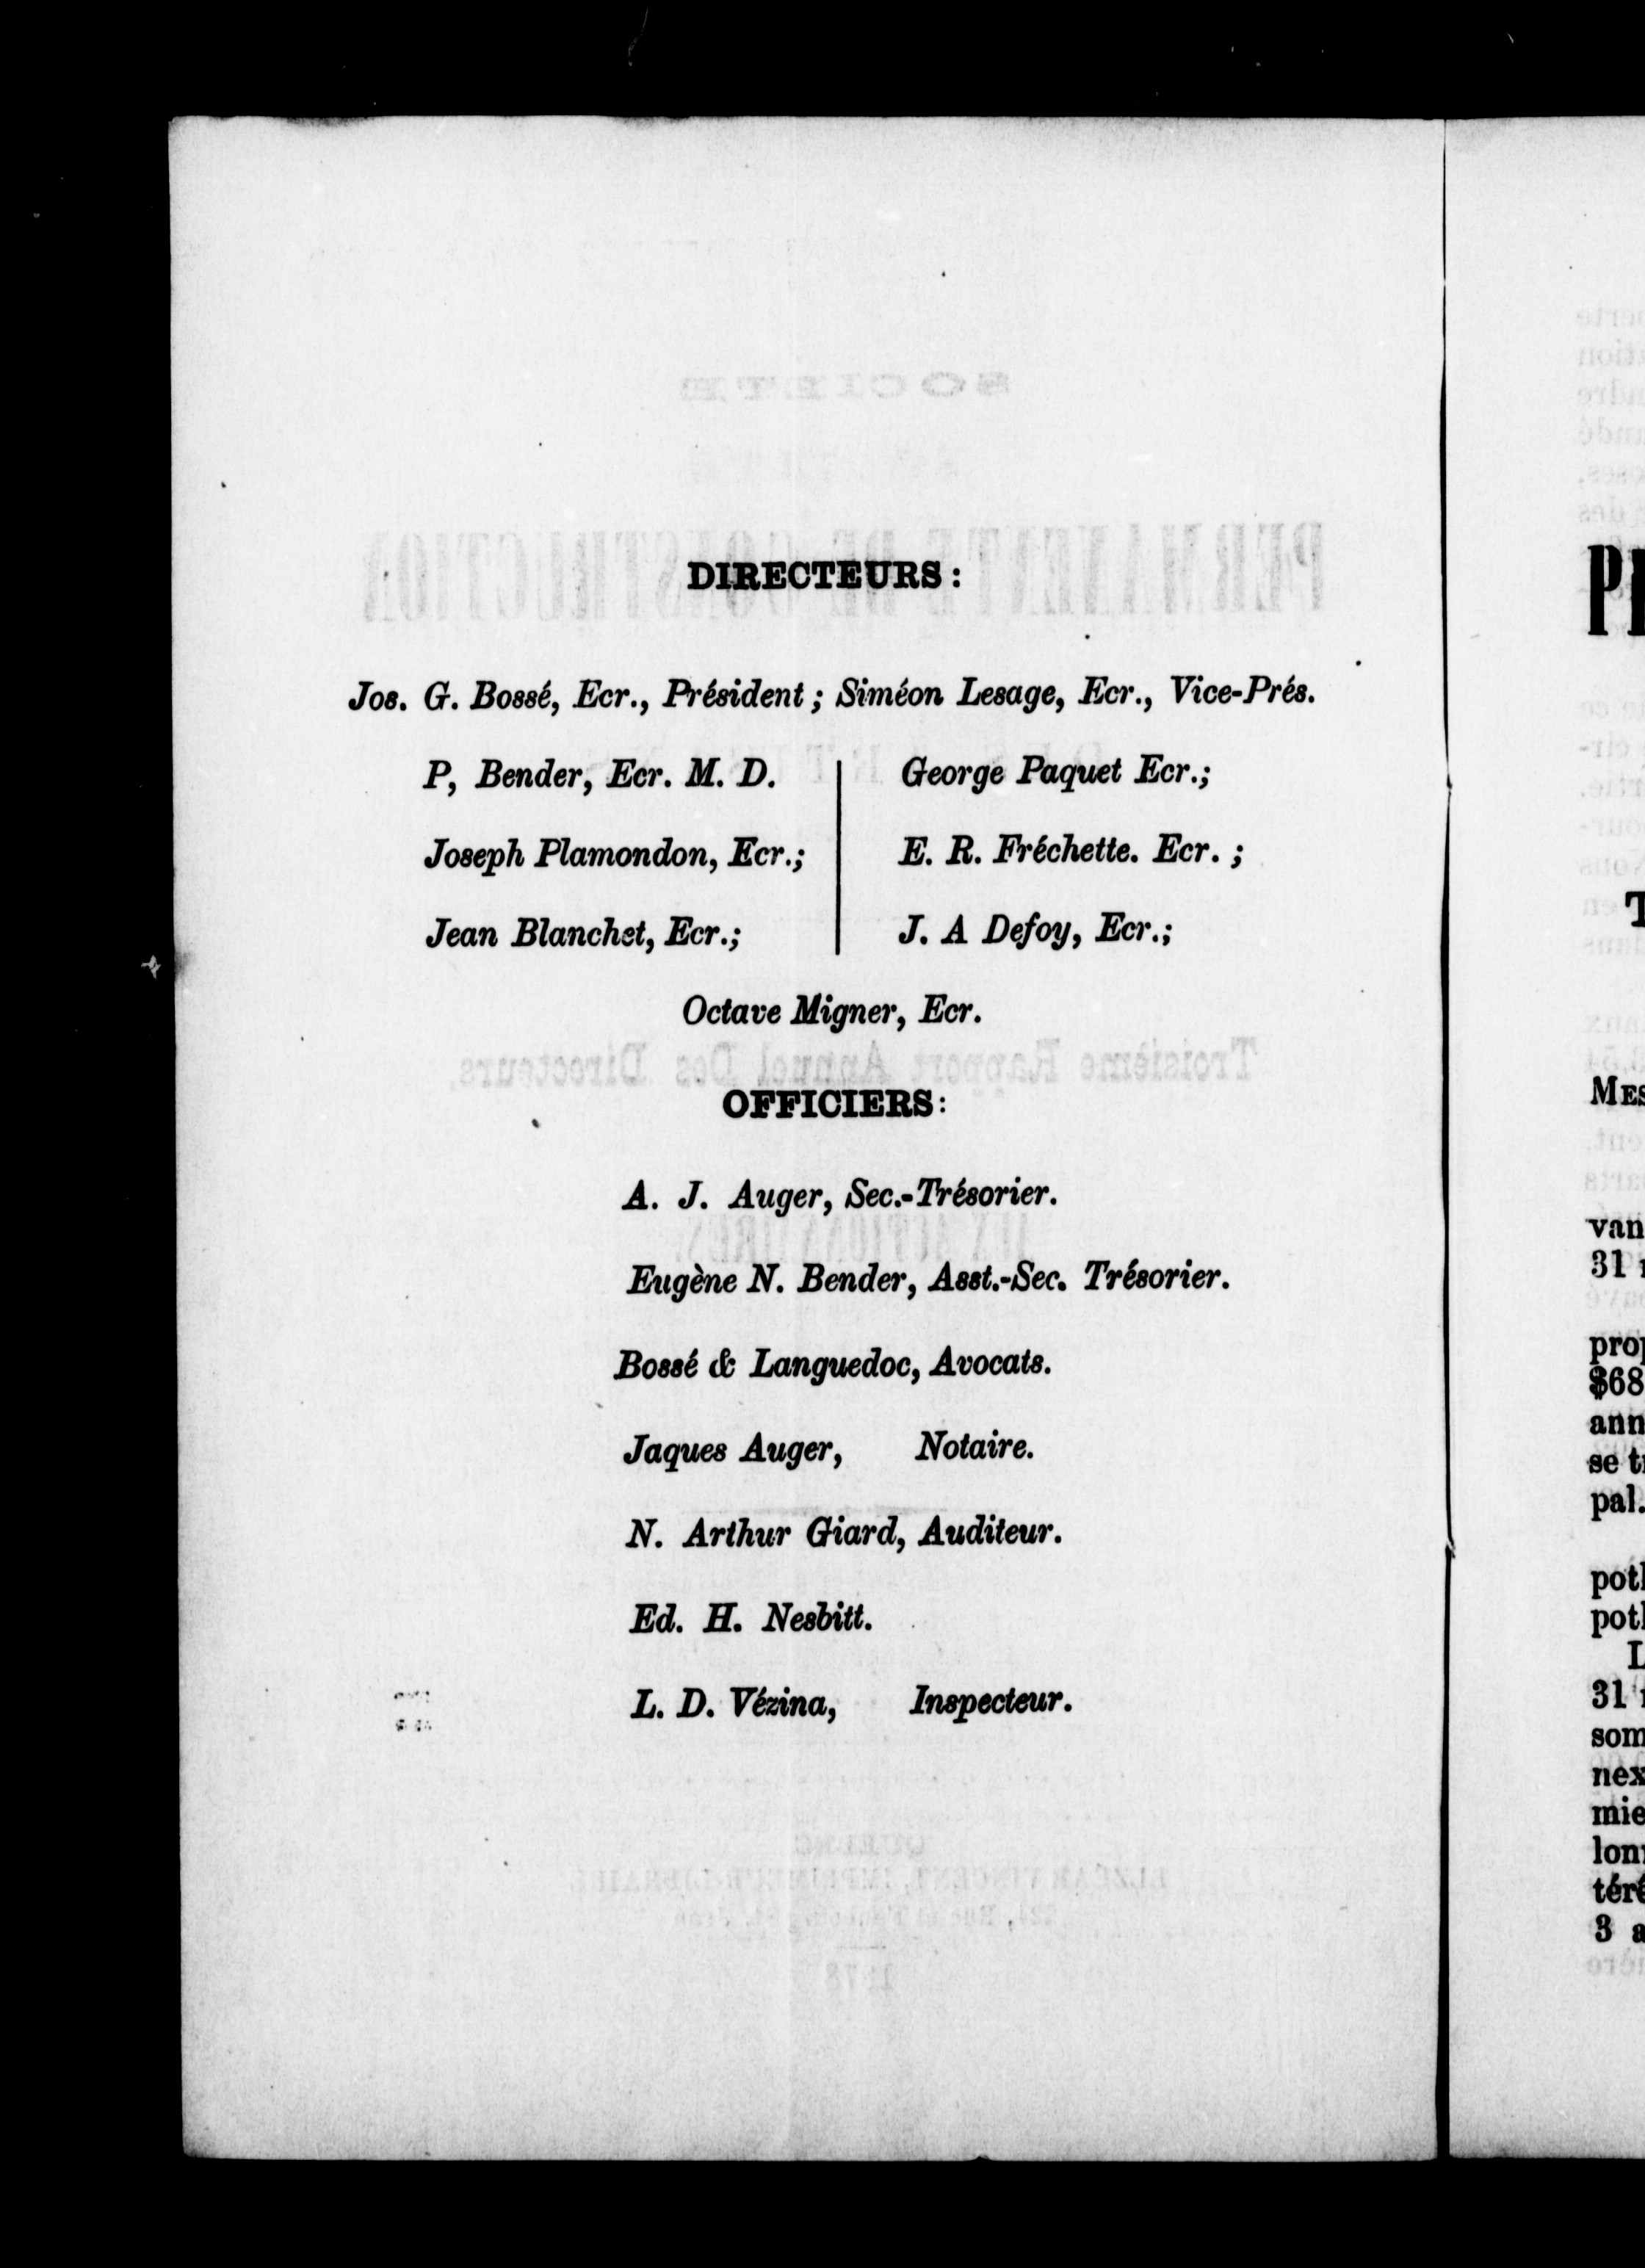 DIRECTEURS:
Jos. G. Bossé, Ecr., Président; Siméon Lesage, Ecr., Vice-Prés.
P, Bender, Ecr. M. D.
Joseph Plamondon, Ecr.;
Jean Blanchet, Ecr.;
George Paquet Ecr.;
E. R. Fréchette. Ecr. ;
J. A Defoy, Ecr.;
Octave Migner, Ecr.
OFFICIERS:
A. J. Auger, Sec.-Trésorier.
Eugène N. Bender, Asst.-Sec. Trésorier.
Bossé & Languedoc, Avocats.
Jaques Auger, Notaire.
N. Arthur Giard, Auditeur.
Ed. H. Nesbitt.
L. D. Vézina, Inspecteur.